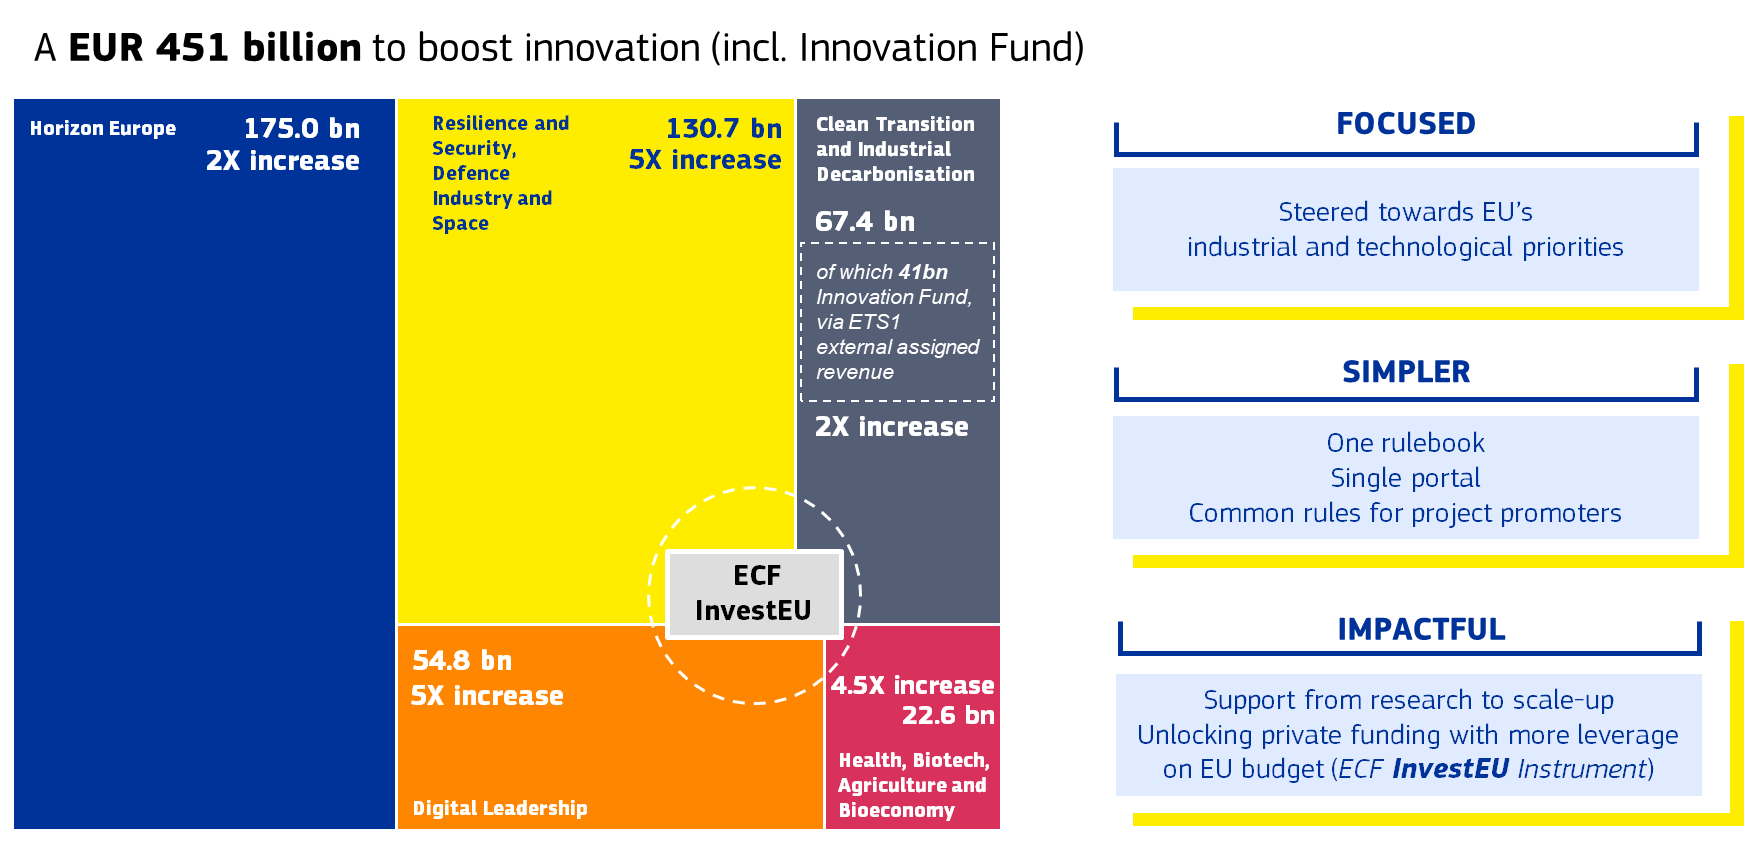 A EUR 451 billion to boost innovation (incl. Innovation Fund)
Horizon Europe
175.0 bn
2X increase
Resilience and
Security,
Defence
Industry and
Space
130.7 bn
5X increase
Clean Transition
and Industrial
Decarbonisation
67.4 bn
of which 41bn
Innovation Fund,
via ETS1
external assigned
revenue
2X increase
ECF
InvestEU
54.8 bn
5X increase
Digital Leadership
4.5X increase
22.6 bn
Health, Biotech,
Agriculture and
Bioeconomy
FOCUSED
Steered towards EU’s
industrial and technological priorities
SIMPLER
One rulebook
Single portal
Common rules for project promoters
IMPACTFUL
Support from research to scale-up
Unlocking private funding with more leverage
on EU budget (ECF InvestEU Instrument)